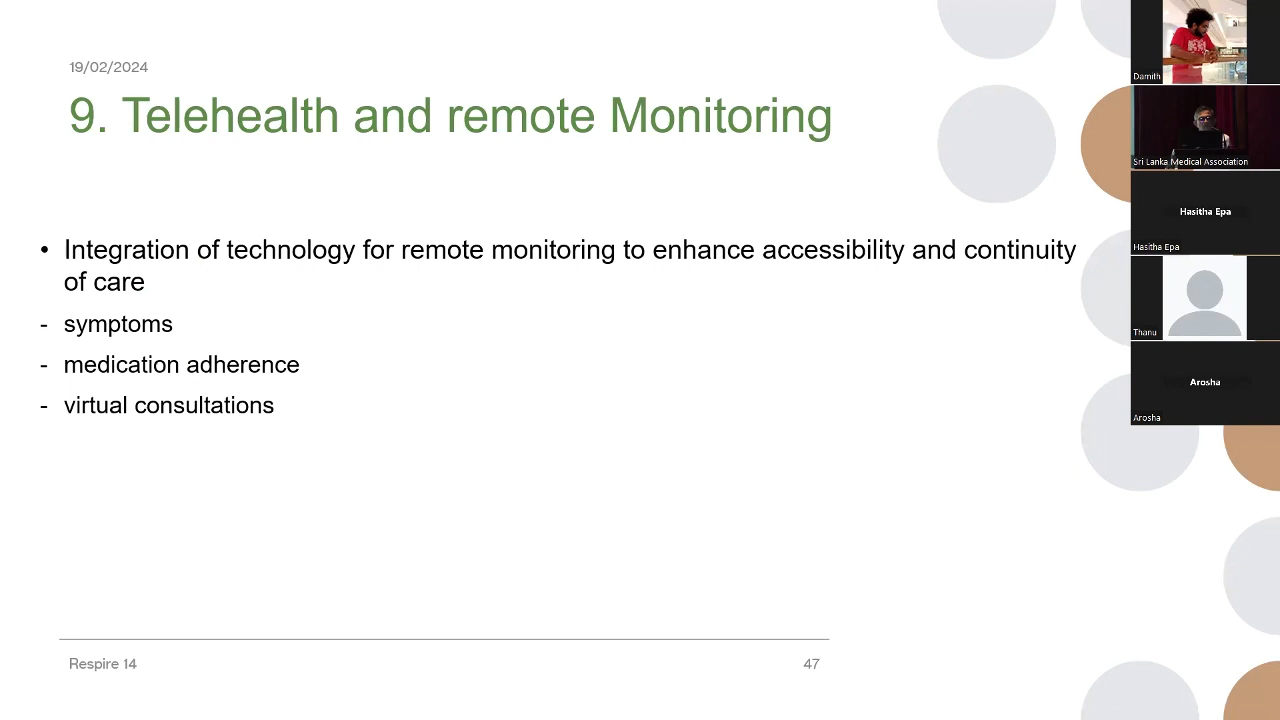 19/02/2024
9. Telehealth and remote Monitoring
• Integration of technology for remote monitoring to enhance accessibility and continuity
of care
- symptoms
- medication adherence
- virtual consultations
Respire 14
47
Damith
Sri Lanka Medical Association
Hasitha Epa
Hasitha Epa
Thanu
Arosha
Arosha